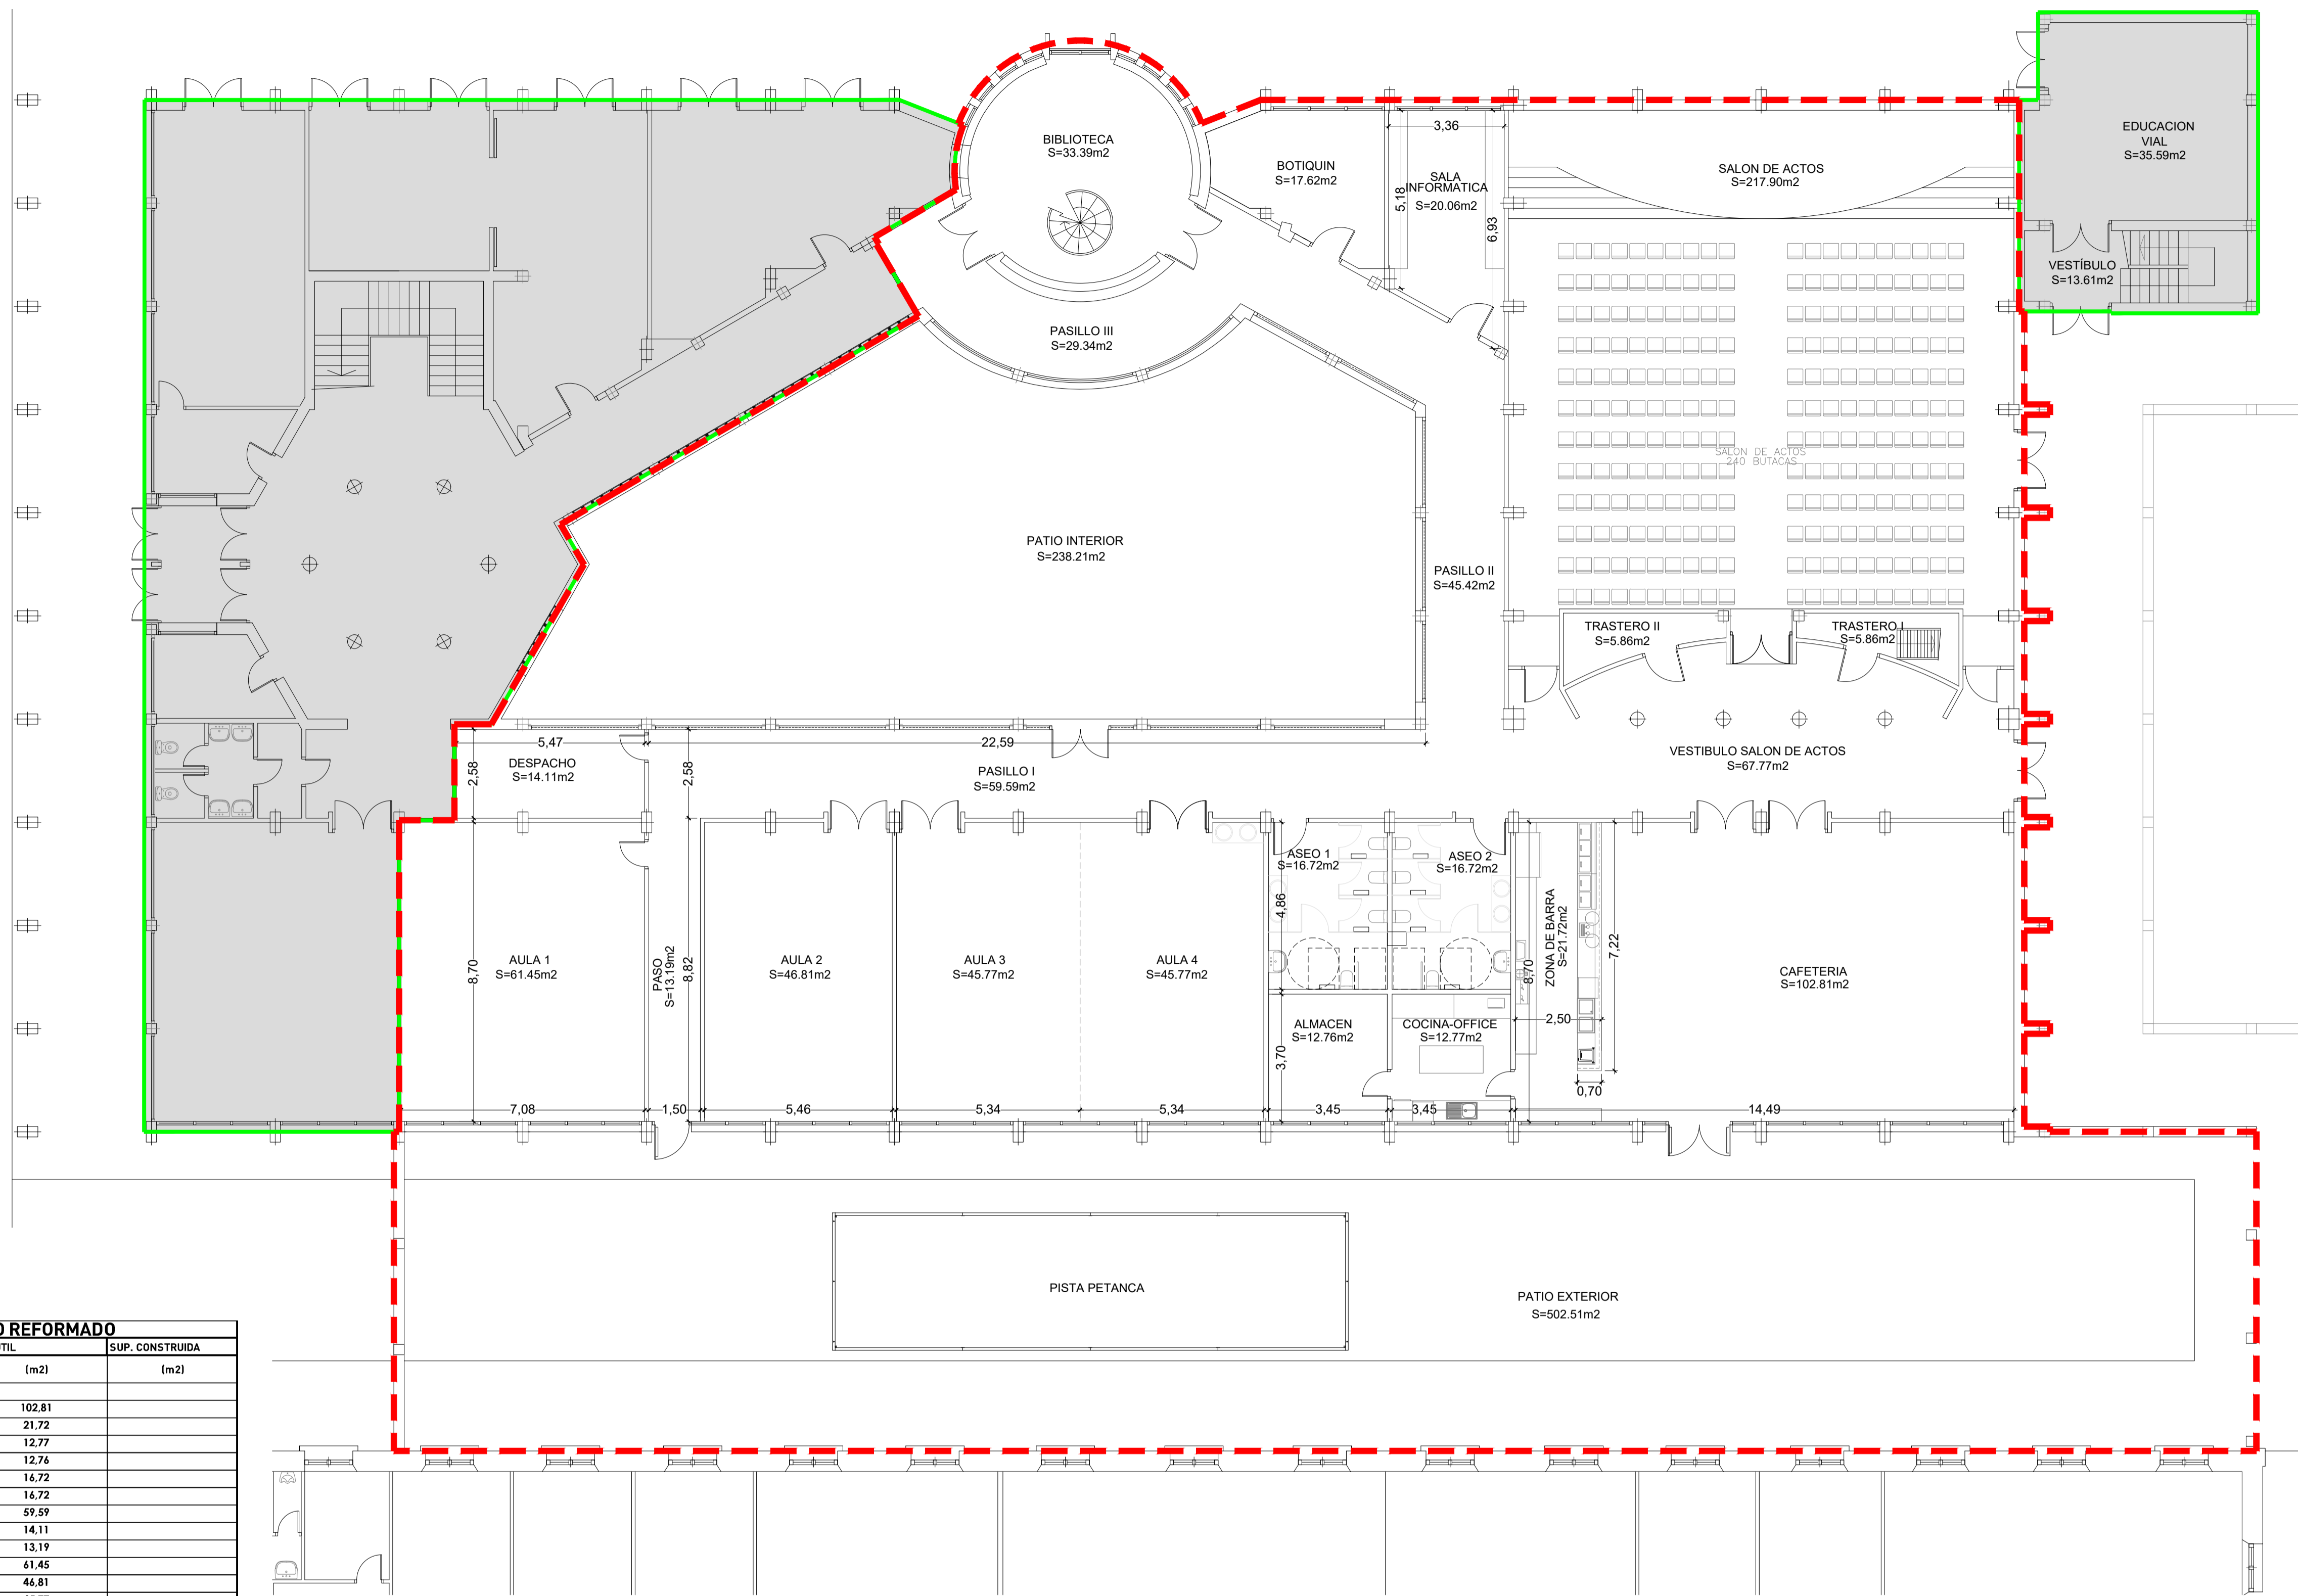 BIBLIOTECA
S=33.39m2
BOTIQUIN
S=17.62m2
3,36
5,18
SALA
INFORMATICA
S=20.06m2
6,93
SALON DE ACTOS
S=217.90m2
EDUCACION
VIAL
S=35.59m2
VESTÍBULO
S=13.61m2
PASILLO III
S=29.34m2
SALON DE ACTOS
240 BUTACAS
PATIO INTERIOR
S=238.21m2
PASILLO II
S=45.42m2
TRASTERO II
S=5.86m2
TRASTERO I
S=5.86m2
5,47
22,59
2,58
DESPACHO
S=14.11m2
2,58
PASILLO I
S=59.59m2
VESTIBULO SALON DE ACTOS
S=67.77m2
ASEO 1
S=16.72m2
ASEO 2
S=16.72m2
4,86
8,70
AULA 1
S=61.45m2
PASO
S=13.19m2
8,82
AULA 2
S=46.81m2
AULA 3
S=45.77m2
AULA 4
S=45.77m2
8,70
ZONA DE BARRA
S=21.72m2
7,22
CAFETERIA
S=102.81m2
ALMACEN
S=12.76m2
COCINA-OFFICE
S=12.77m2
2,50
3,70
0,70
7,08
1,50
5,46
5,34
5,34
3,45
3,45
14,49
PISTA PETANCA
PATIO EXTERIOR
S=502.51m2
O REFORMADO
TIL
SUP. CONSTRUIDA
(m2)
(m2)
102,81
21,72
12,77
12,76
16,72
16,72
59,59
14,11
13,19
61,45
46,81